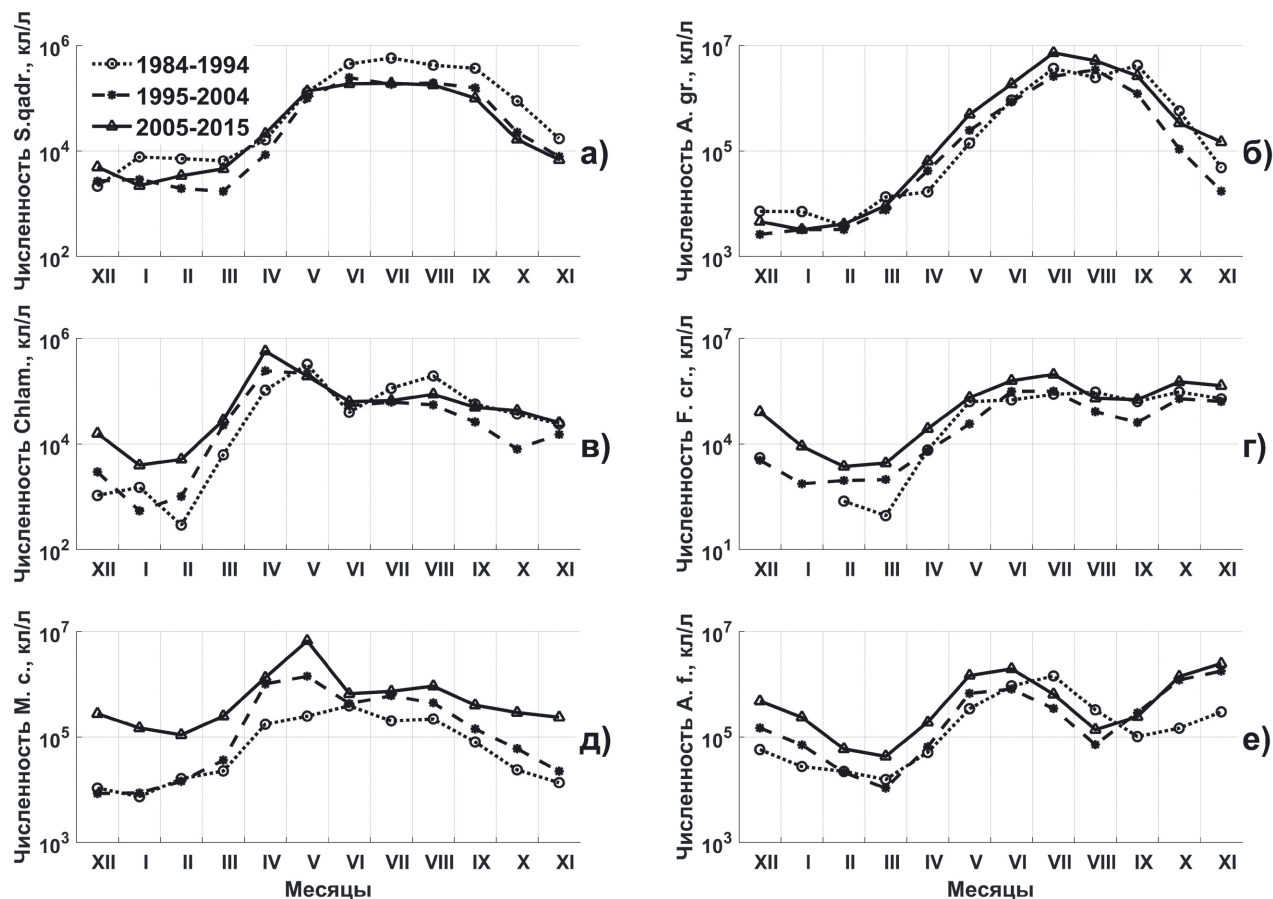 Численность S.qadr., кл/л
10^6
10^4
10^2
1984-1994
1995-2004
2005-2015
а)
XII I II III IV V VI VII VIII IX X XI
Численность A. gr., кл/л
10^7
10^5
10^3
б)
XII I II III IV V VI VII VIII IX X XI
Численность Chlam., кл/л
10^6
10^4
10^2
в)
XII I II III IV V VI VII VIII IX X XI
Численность F. cr., кл/л
10^7
10^4
10^1
г)
XII I II III IV V VI VII VIII IX X XI
Численность M. c., кл/л
10^7
10^5
10^3
д)
XII I II III IV V VI VII VIII IX X XI
Месяцы
Численность A. f., кл/л
10^7
10^5
10^3
е)
XII I II III IV V VI VII VIII IX X XI
Месяцы